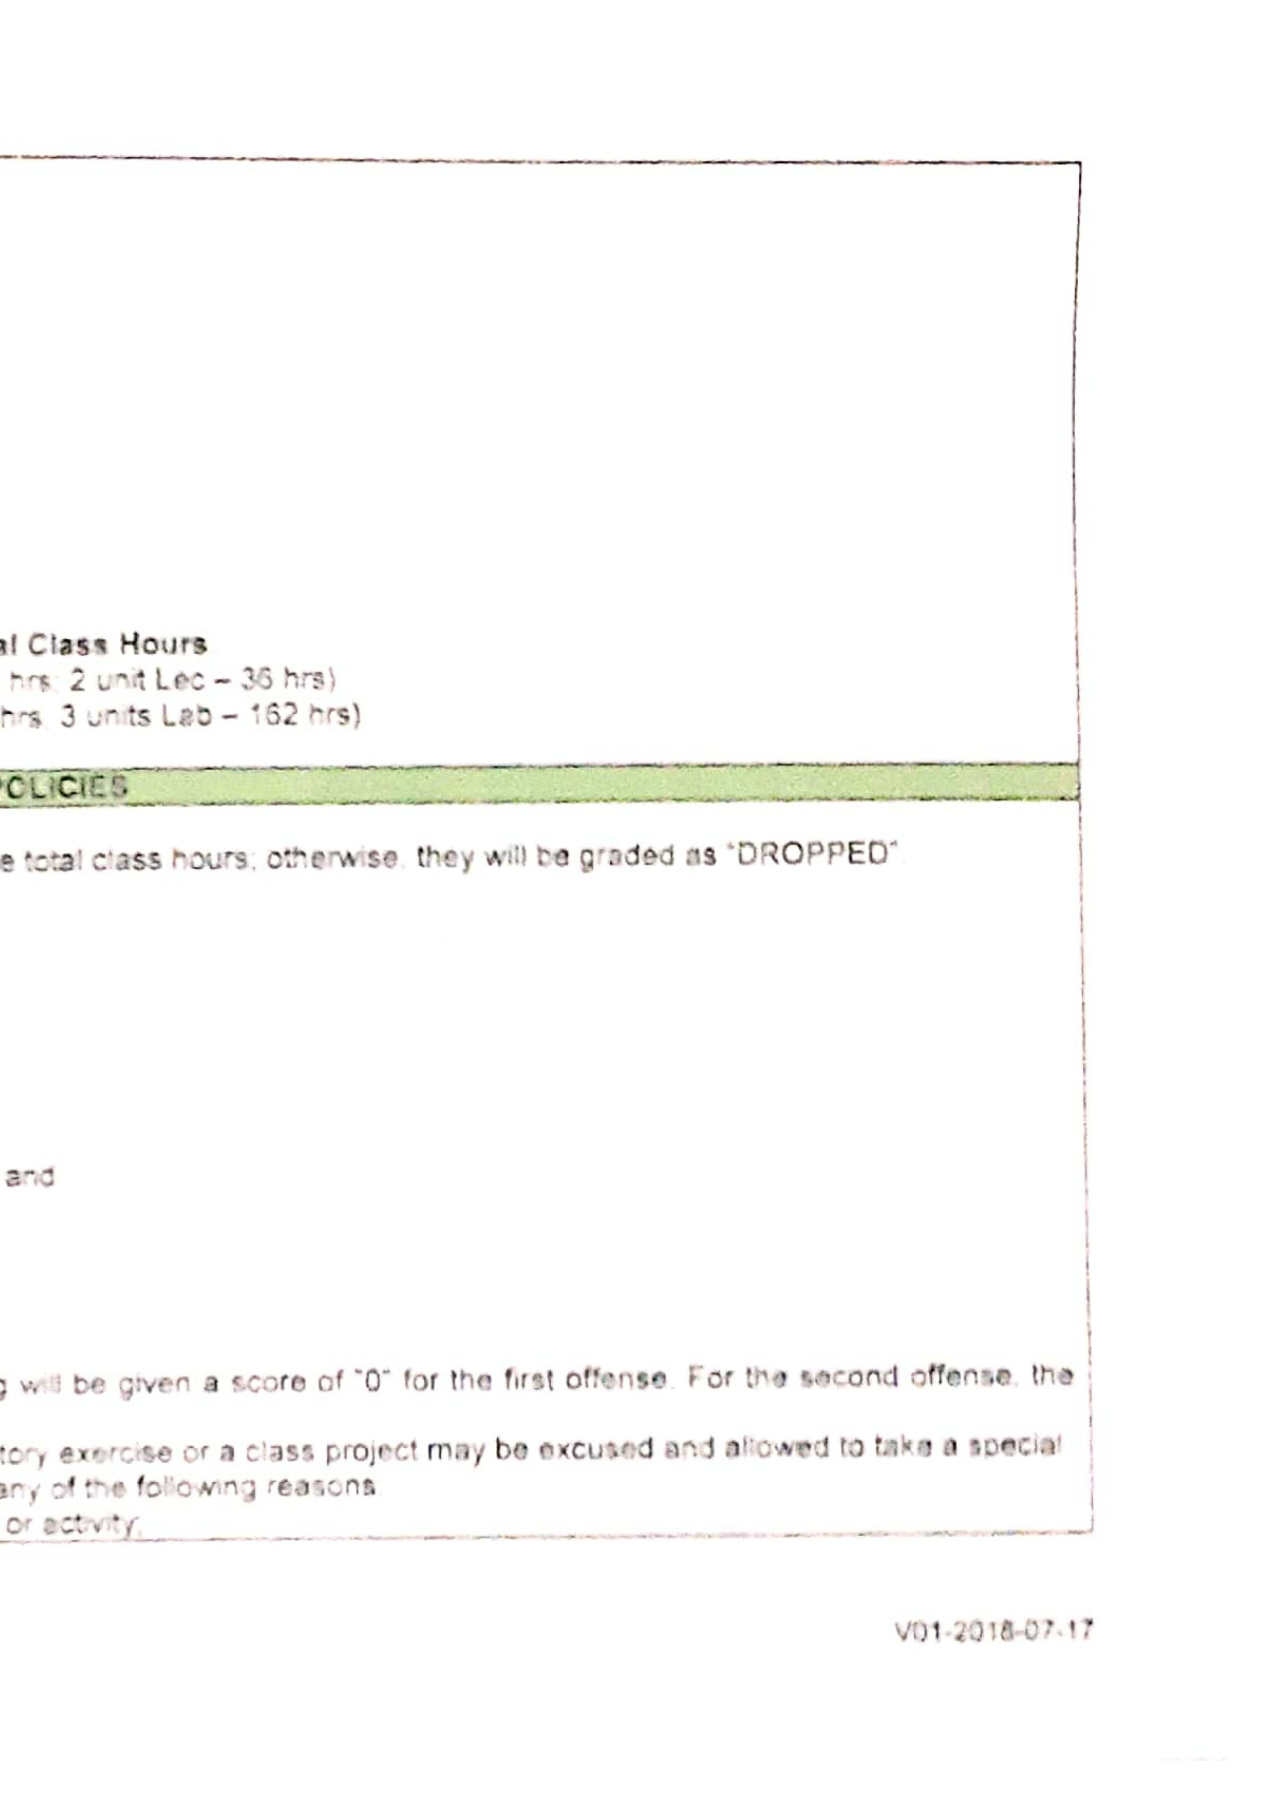 al Class Hours
hrs. 2 unit Lec – 36 hrs)
hrs. 3 units Lab – 162 hrs)
POLICIES
e total class hours; otherwise, they will be graded as “DROPPED”.
and
g will be given a score of “0” for the first offense. For the second offense, the
tory exercise or a class project may be excused and allowed to take a special
any of the following reasons:
or activity;
V01-2018-07-17